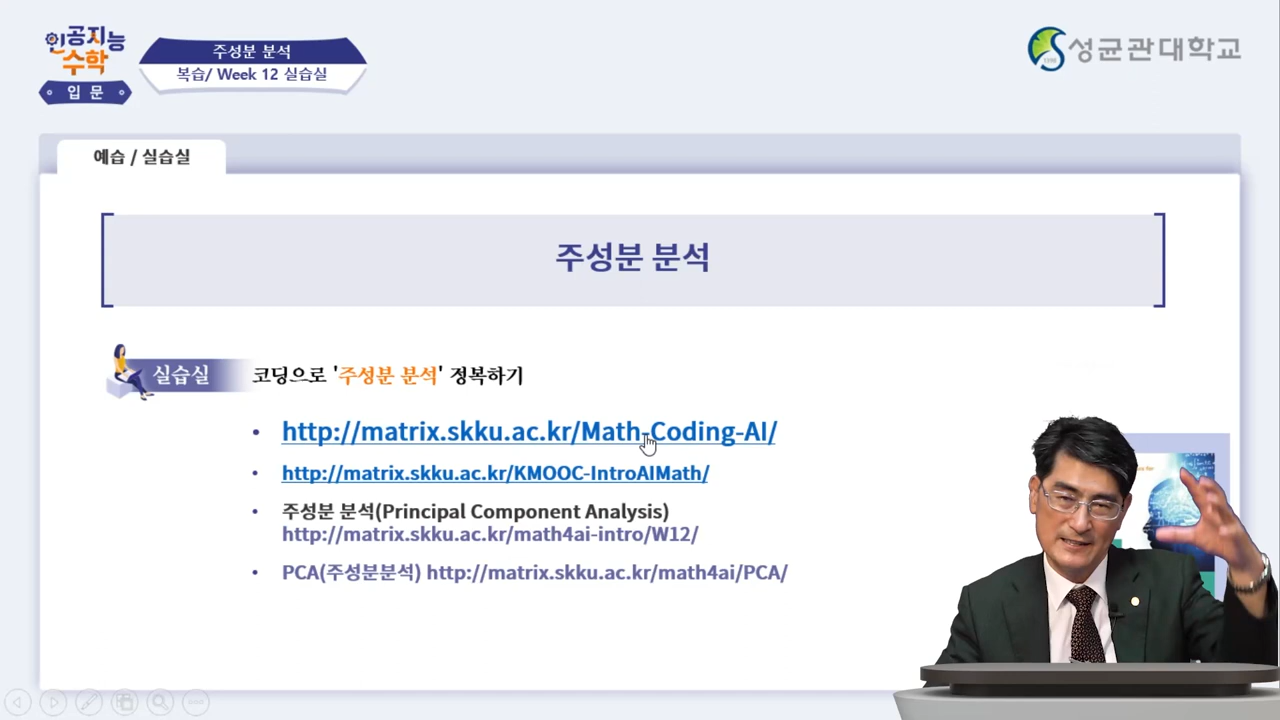 인공지능
수학
입 문
주성분 분석
복습/ Week 12 실습실
성균관대학교
예습 / 실습실
주성분 분석
실습실
코딩으로 '주성분 분석' 정복하기
• http://matrix.skku.ac.kr/Math-Coding-AI/
• http://matrix.skku.ac.kr/KMOOC-IntroAIMath/
• 주성분 분석(Principal Component Analysis)
http://matrix.skku.ac.kr/math4ai-intro/W12/
• PCA(주성분분석) http://matrix.skku.ac.kr/math4ai/PCA/